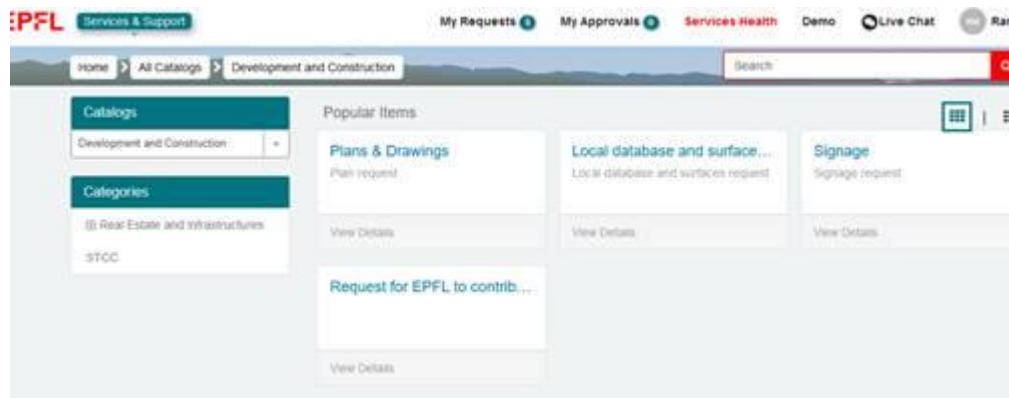 EPFL Services & Support My Requests My Approvals Services Health Demo Live Chat
Home All Catalogs Development and Construction Search
Catalogs
Development and Construction
Categories
Real Estate and Infrastructures
STCC
Popular Items
Plans & Drawings
Plan request
View Details
Local database and surface...
Local database and surfaces request
View Details
Signage
Signage request
View Details
Request for EPFL to contrib...
View Details